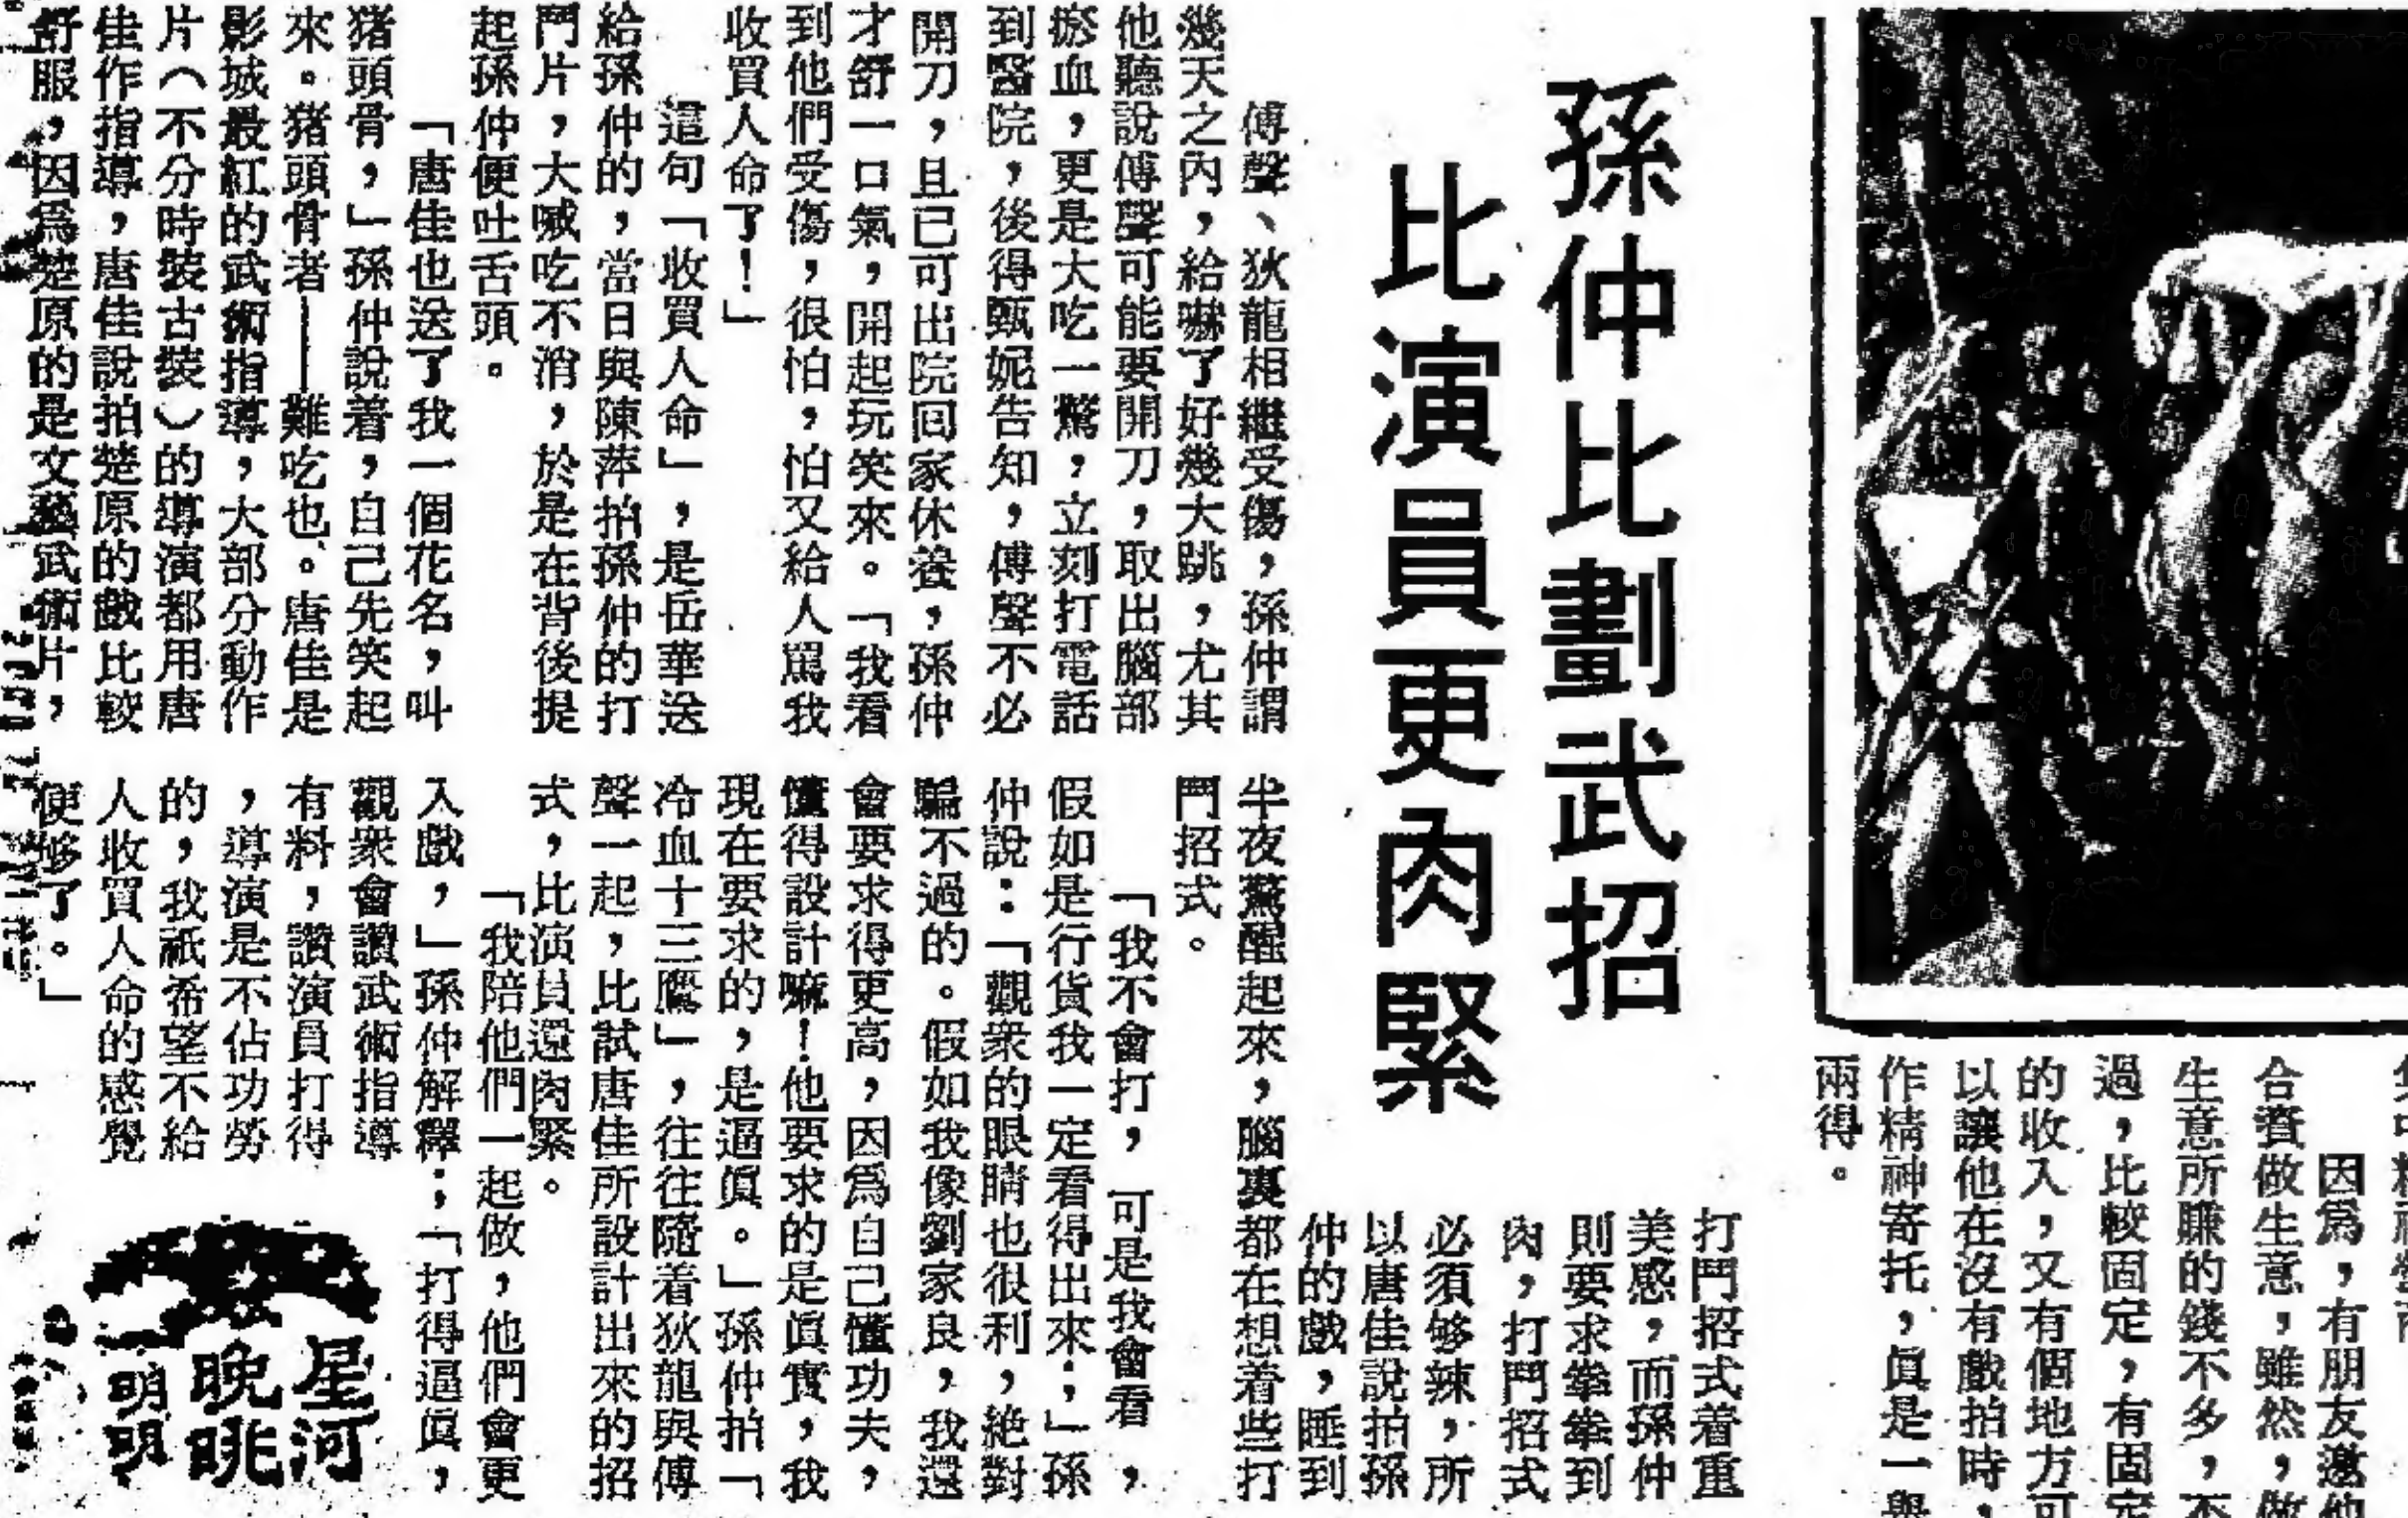 孫仲比劃武招
比演員更肉緊
傅聲、狄龍相繼受傷，孫仲謂
幾天之內，給嚇了好幾大跳，尤其
他聽說傅聲可能要開刀，取出腦部
瘀血，更是大吃一驚，立刻打電話
到醫院，後得甄妮告知，傅聲不必
開刀，且已可出院回家休養，孫仲
才舒一口氣，開起玩笑來。「我看
到他們受傷，很怕，怕又給人駡我
收買人命了！」
這句「收買人命」，是岳華送
給孫仲的，當日與陳萍拍孫仲的打
鬥片，大喊吃不消，於是在背後提
起孫仲便吐舌頭。
「唐佳也送了我一個花名，叫
猪頭骨，」孫仲說着，自己先笑起
來。猪頭骨者——難吃也。唐佳是
影城最紅的武術指導，大部分動作
片（不分時裝古裝）的導演都用唐
佳作指導，唐佳說拍楚原的戲比較
舒服，因爲楚原的是文藝武術片，
打鬥招式着重
美感，而孫仲
則要求拳拳到
肉，打鬥招式
必須够辣，所
以唐佳說拍孫
仲的戲，睡到
半夜驚醒起來，腦裏都在想着些打
鬥招式。
「我不會打，可是我會看，
假如是行貨我一定看得出來；」孫
仲說：「觀衆的眼睛也很利，絶對
騙不過的。假如我像劉家良，我還
會要求得更高，因爲自己懂功夫，
懂得設計嘛！他要求的是眞實，我
現在要求的，是逼眞。」孫仲拍「
冷血十三鷹」，往往隨着狄龍與傅
聲一起，比試唐佳所設計出來的招
式，比演員還肉緊。
「我陪他們一起做，他們會更
入戲，」孫仲解釋；「打得逼眞，
觀衆會讚武術指導
有料，讚演員打得
，導演是不佔功勞
的，我祇希望不給
人收買人命的感覺
便够了。」
星河
晚眺
明明
因爲，有朋友邀他
合資做生意，雖然，做
生意所賺的錢不多，不
過，比較固定，有固定
的收入，又有個地方可
以讓他在沒有戲拍時，
作精神寄托，眞是一舉
兩得。